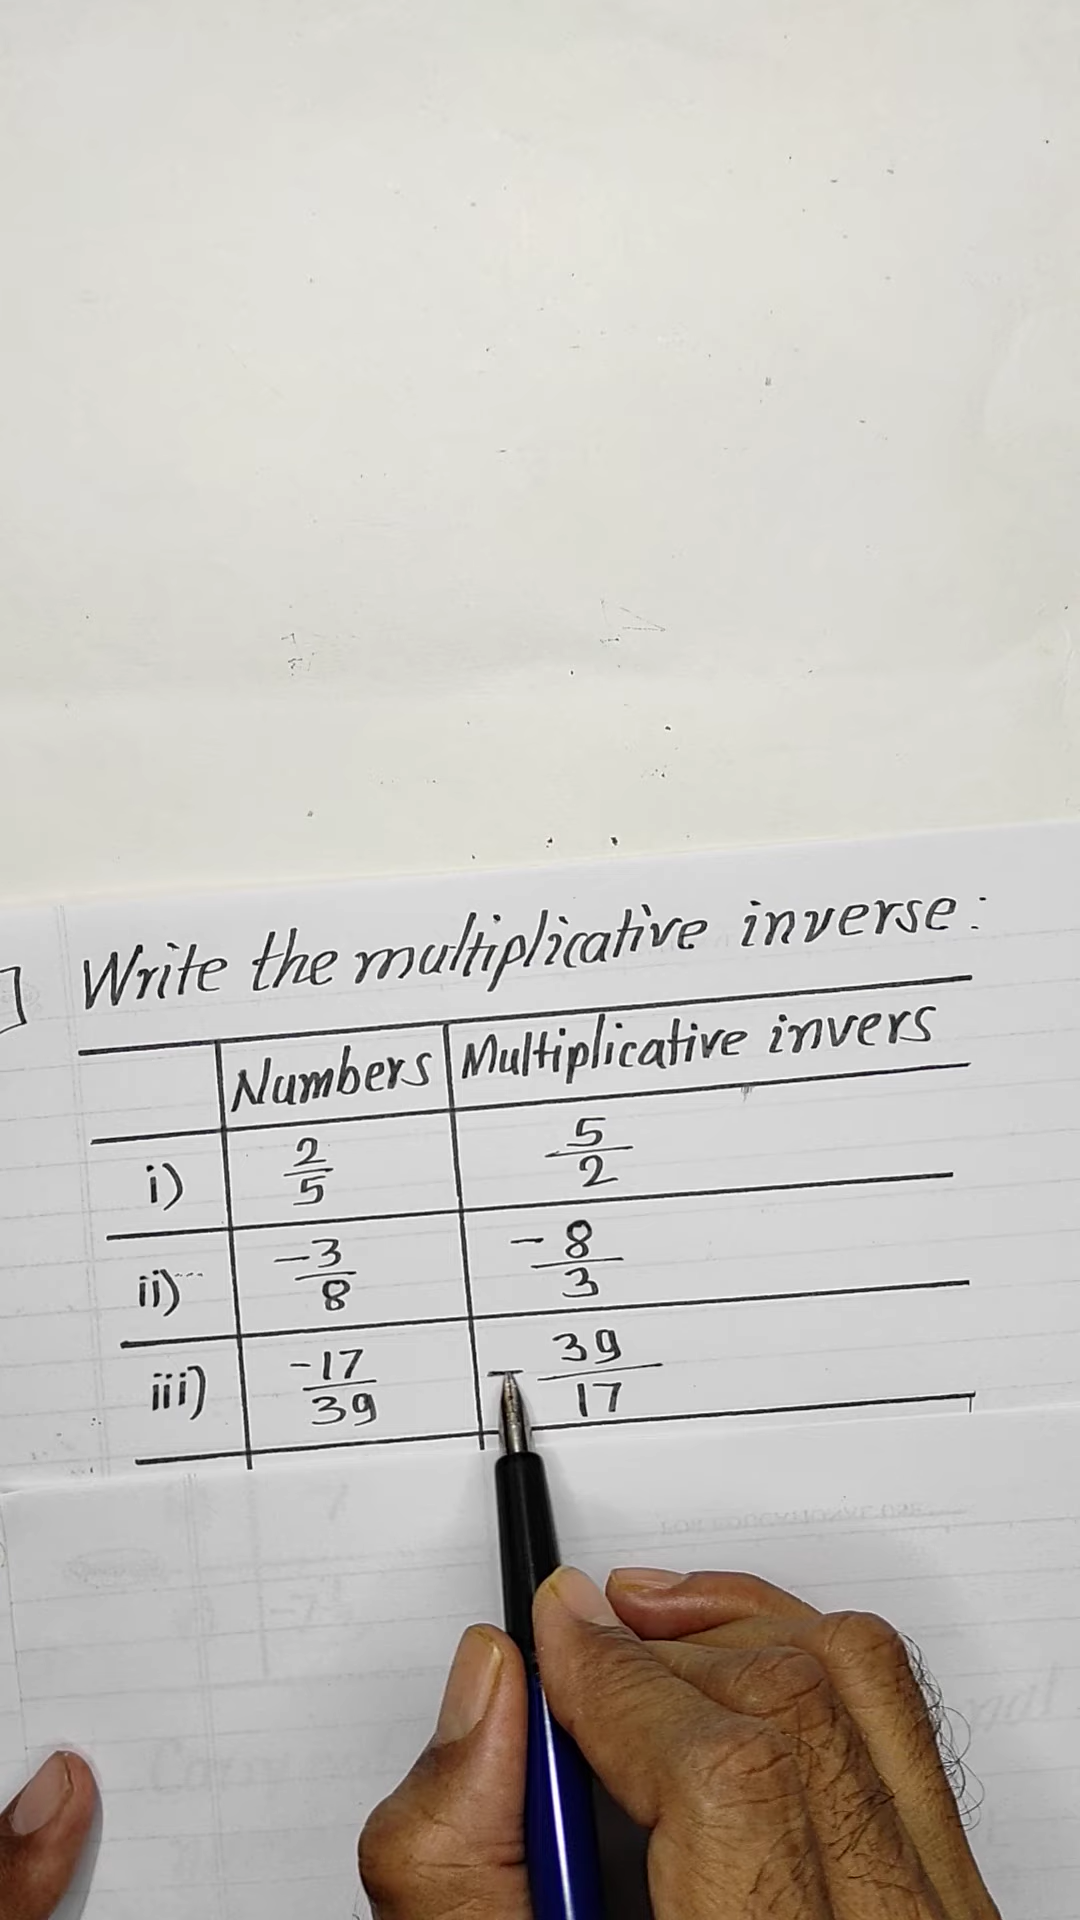 Write the multiplicative inverse:
Numbers Multiplicative invers
i) 2/5 5/2
ii) -3/8 -8/3
iii) -17/39 -39/17